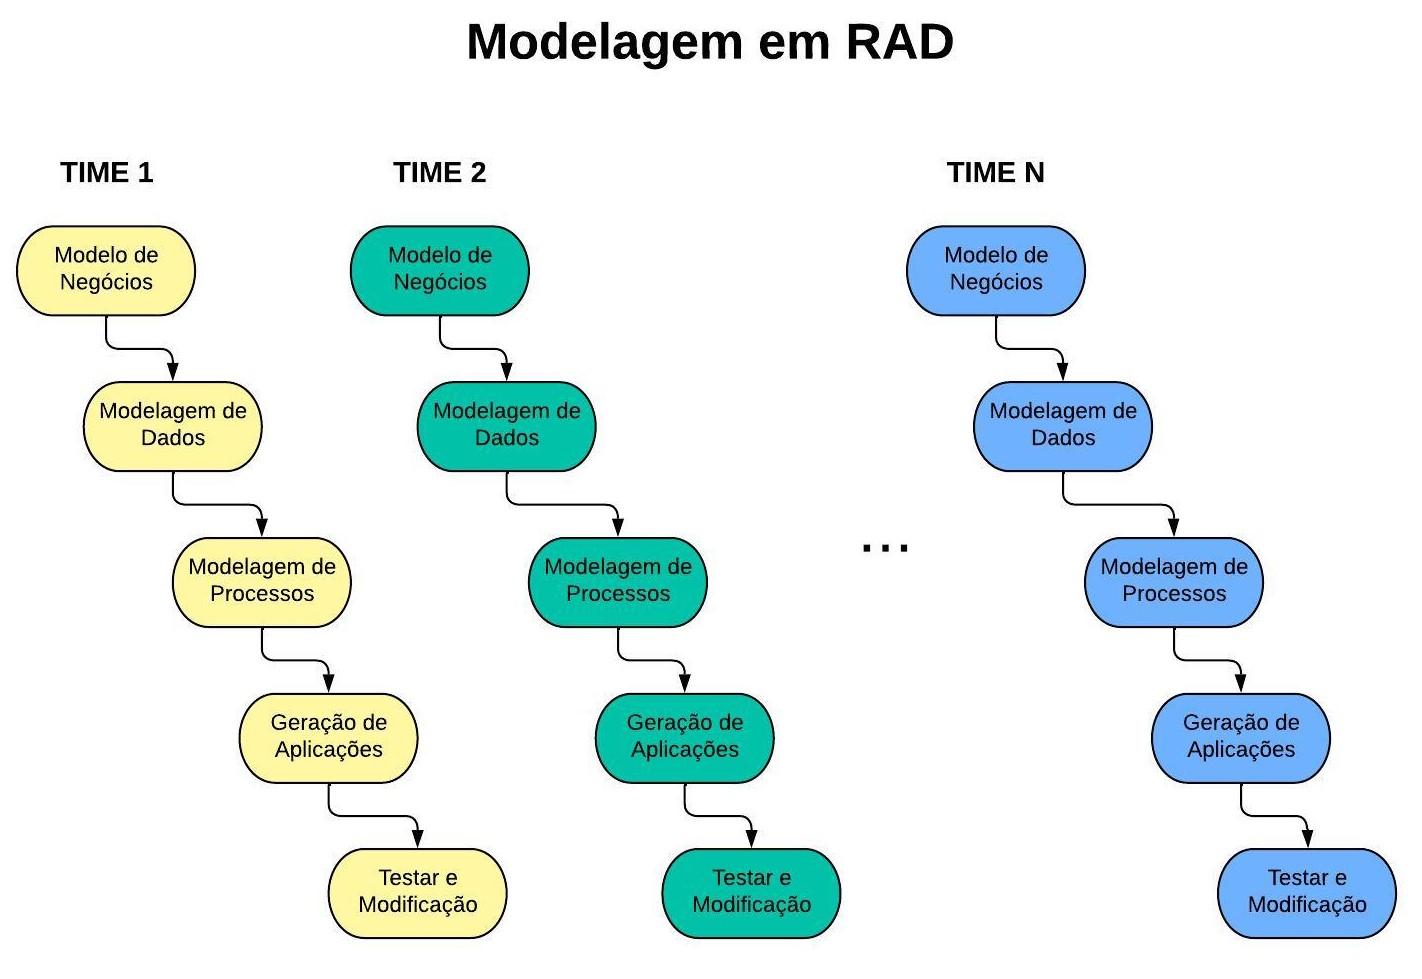 Modelagem em RAD
TIME 1
Modelo de
Negócios
Modelagem de
Dados
Modelagem de
Processos
Geração de
Aplicações
Testar e
Modificação
TIME 2
Modelo de
Negócios
Modelagem de
Dados
Modelagem de
Processos
Geração de
Aplicações
Testar e
Modificação
...
TIME N
Modelo de
Negócios
Modelagem de
Dados
Modelagem de
Processos
Geração de
Aplicações
Testar e
Modificação